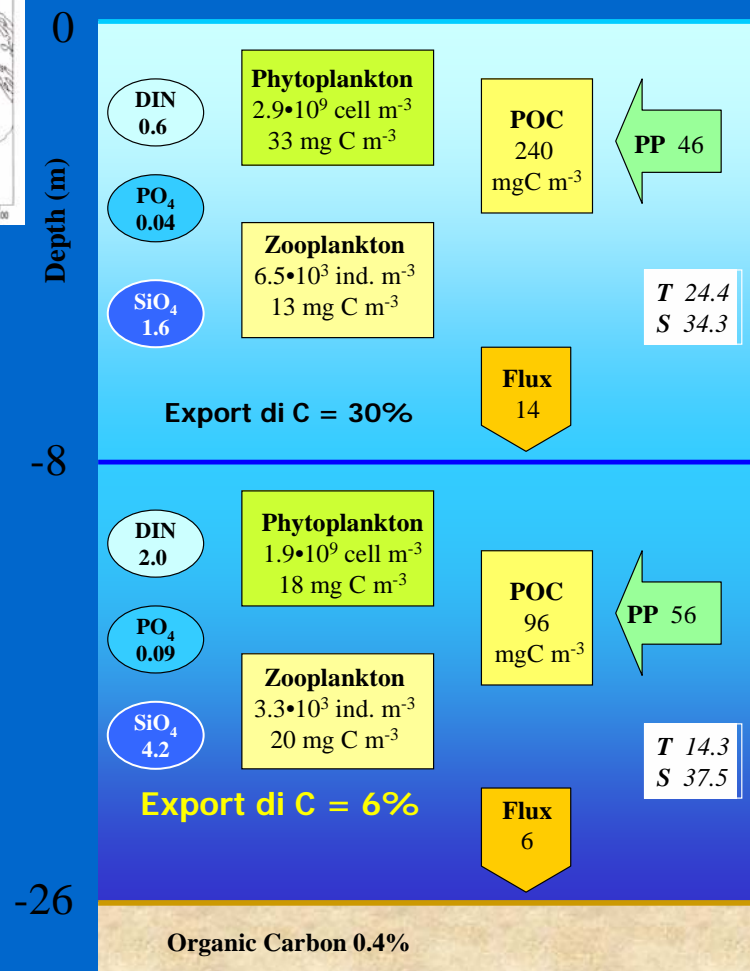 0
Depth (m)
DIN
0.6
PO₄
0.04
SiO₄
1.6
Phytoplankton
2.9•10⁹ cell m⁻³
33 mg C m⁻³
Zooplankton
6.5•10³ ind. m⁻³
13 mg C m⁻³
POC
240
mgC m⁻³
PP 46
T 24.4
S 34.3
Flux
14
Export di C = 30%
-8
DIN
2.0
PO₄
0.09
SiO₄
4.2
Phytoplankton
1.9•10⁹ cell m⁻³
18 mg C m⁻³
Zooplankton
3.3•10³ ind. m⁻³
20 mg C m⁻³
POC
96
mgC m⁻³
PP 56
T 14.3
S 37.5
Export di C = 6%
Flux
6
-26
Organic Carbon 0.4%